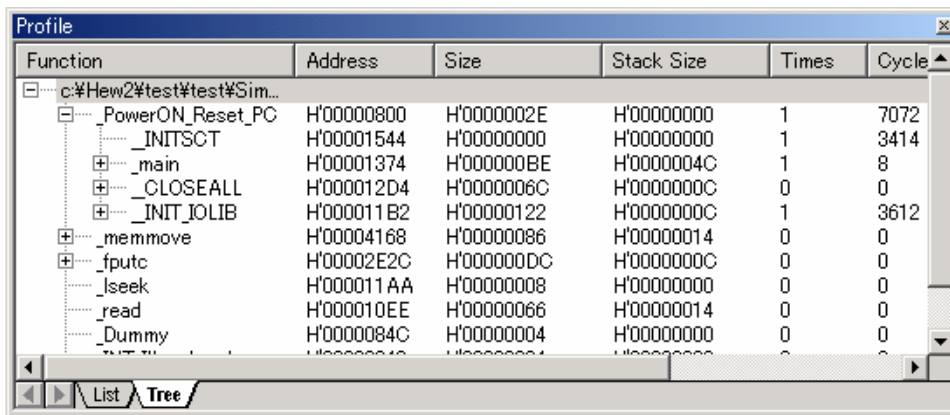 Profile
Function Address Size Stack Size Times Cycle
c:¥Hew2¥test¥test¥Sim...
_PowerON_Reset_PC H'00000800 H'0000002E H'00000000 1 7072
__INITSCT H'00001544 H'00000000 H'00000000 1 3414
_main H'00001374 H'000000BE H'0000004C 1 8
__CLOSEALL H'000012D4 H'0000006C H'0000000C 0 0
__INIT_IOLIB H'000011B2 H'00000122 H'0000000C 1 3612
_memmove H'00004168 H'00000086 H'00000014 0 0
_fputc H'00002E2C H'000000DC H'0000000C 0 0
_lseek H'000011AA H'00000008 H'00000000 0 0
_read H'000010EE H'00000066 H'00000014 0 0
_Dummy H'0000084C H'00000004 H'00000000 0 0
List Tree